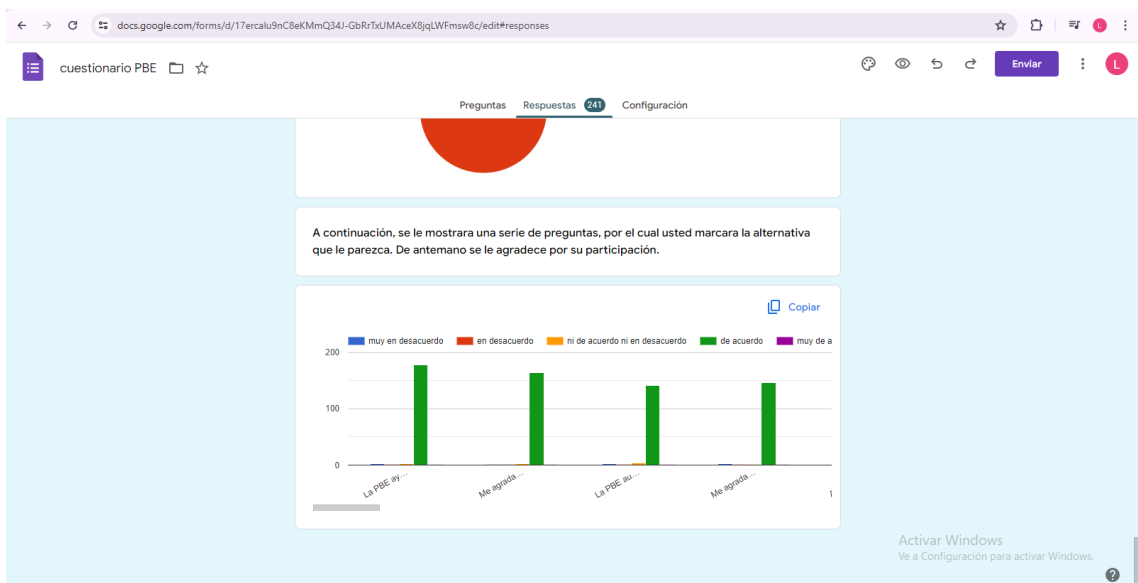 docs.google.com/forms/d/17ercalu9nC8eKMmQ34J-GbRrTxUMAceX8jqLWFmsw8c/edit#responses
L
cuestionario PBE
Enviar
L
Preguntas Respuestas 241 Configuración
A continuación, se le mostrara una serie de preguntas, por el cual usted marcara la alternativa
que le parezca. De antemano se le agradece por su participación.
Copiar
muy en desacuerdo en desacuerdo ni de acuerdo ni en desacuerdo de acuerdo muy de a
200
100
0
La PBE ay... Me agrada... La PBE au... Me agrada...
Activar Windows
Ve a Configuración para activar Windows.